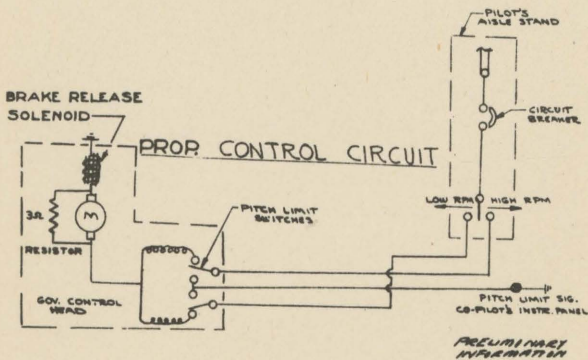 PILOT'S
AISLE STAND
BRAKE RELEASE
SOLENOID
CIRCUIT
BREAKER
PROP CONTROL CIRCUIT
LOW RPM
HIGH RPM
M
3Ω
PITCH LIMIT
SWITCHES
RESISTOR
GOV. CONTROL
HEAD
PITCH LIMIT SIG.
CO-PILOT'S INSTR. PANEL
PRELIMINARY
INFORMATION